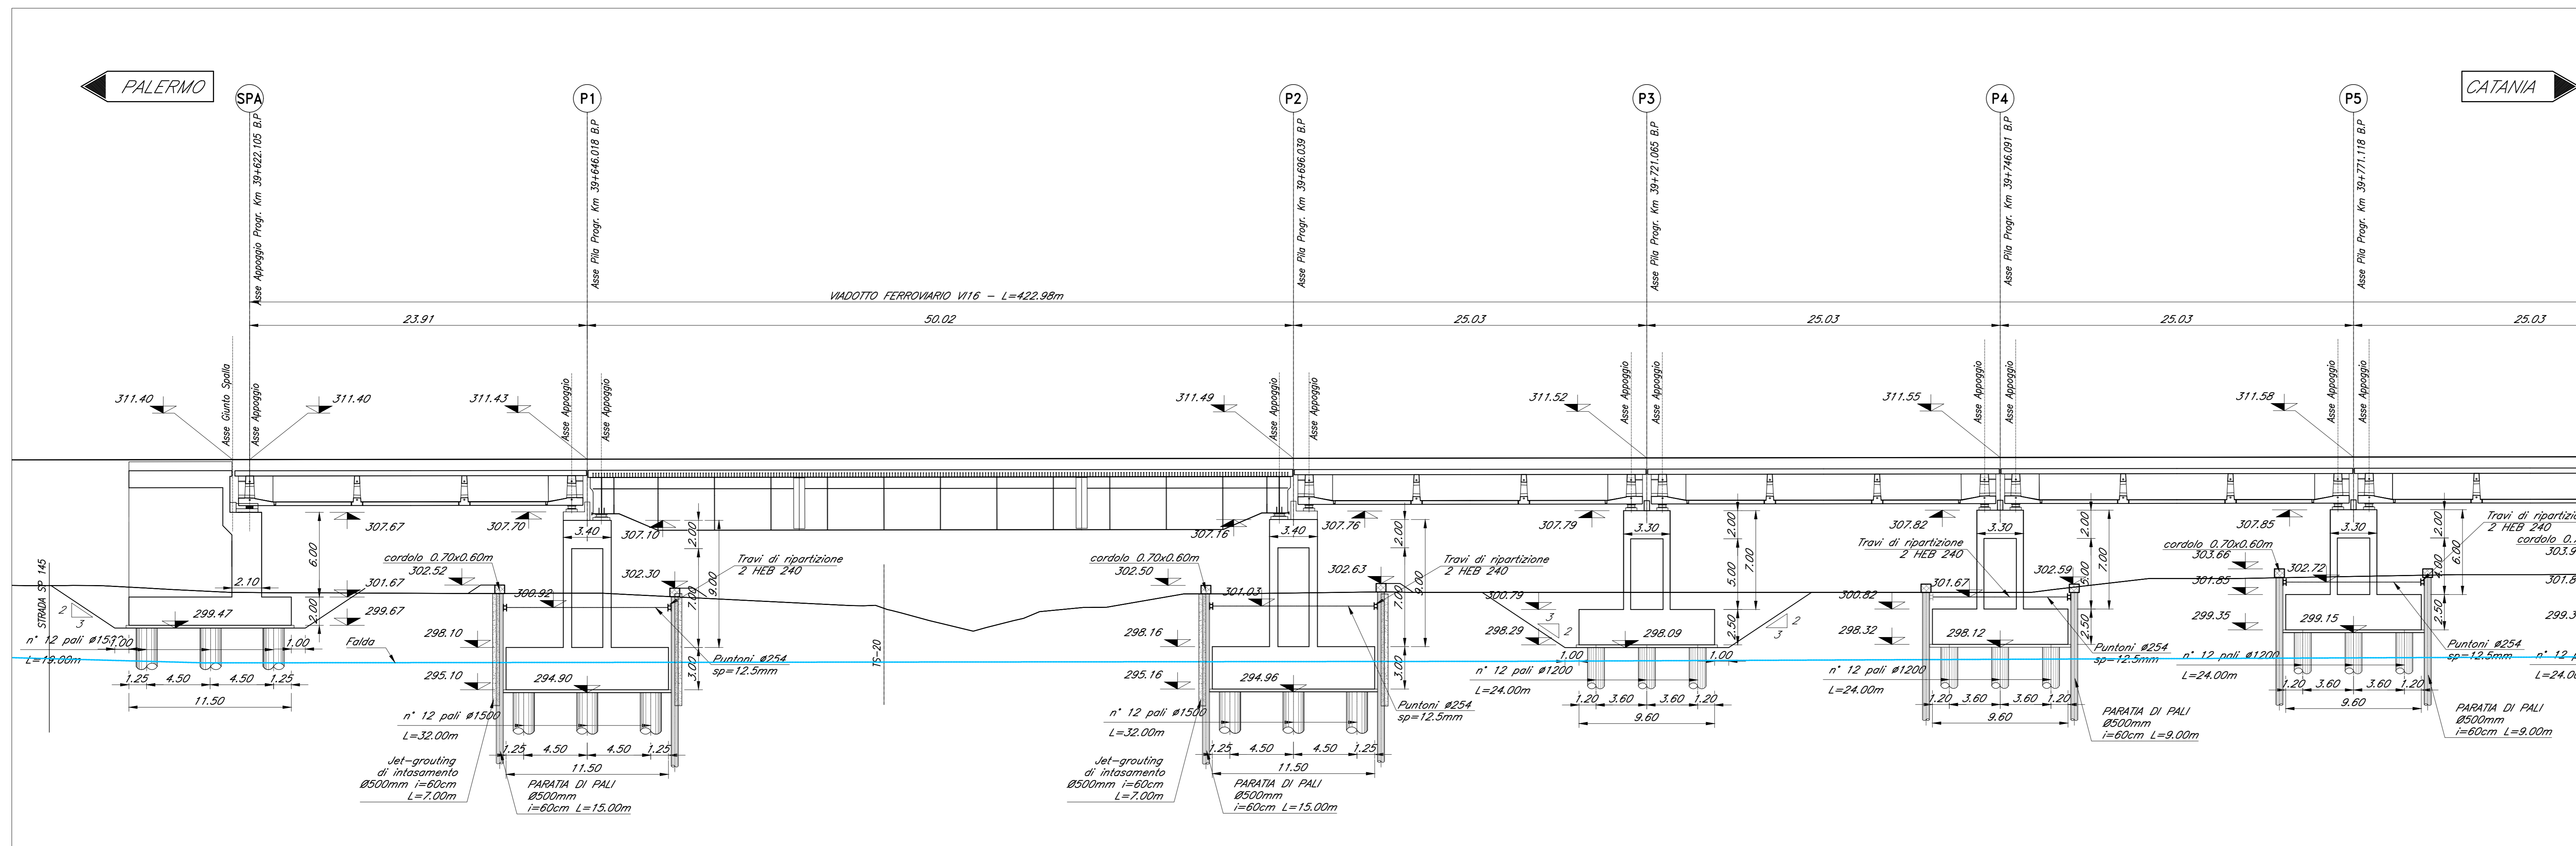 PALERMO
CATANIA
SPA
P1
P2
P3
P4
P5
Asse Appoggio Progr. Km 39+622.105 B.P
Asse Pila Progr. Km 39+646.018 B.P
Asse Pila Progr. Km 39+696.039 B.P
Asse Pila Progr. Km 39+721.065 B.P
Asse Pila Progr. Km 39+746.091 B.P
Asse Pila Progr. Km 39+771.118 B.P
VIADOTTO FERROVIARIO VI16 – L=422.98m
23.91
50.02
25.03
25.03
25.03
25.03
Asse Giunto Spalla
Asse Appoggio
Asse Appoggio
Asse Appoggio
Asse Appoggio
Asse Appoggio
Asse Appoggio
Asse Appoggio
Asse Appoggio
Asse Appoggio
Asse Appoggio
Asse Appoggio
311.40
311.40
311.43
311.49
311.52
311.55
311.58
STRADA SP 145
307.67
6.00
2.10
301.67
2.00
299.67
299.47
2
3
n° 12 pali Ø1500
L=19.00m
1.00
1.00
1.25
4.50
4.50
1.25
11.50
Falda
307.70
3.40
307.10
2.00
7.00
9.00
3.00
cordolo 0.70x0.60m
302.52
300.92
302.30
Travi di ripartizione
2 HEB 240
298.10
295.10
294.90
Puntoni Ø254
sp=12.5mm
n° 12 pali Ø1500
L=32.00m
1.25
4.50
4.50
1.25
11.50
Jet-grouting
di intasamento
Ø500mm i=60cm
L=7.00m
PARATIA DI PALI
Ø500mm
i=60cm L=15.00m
TS-20
307.16
3.40
307.76
2.00
7.00
9.00
3.00
cordolo 0.70x0.60m
302.50
301.03
302.63
Travi di ripartizione
2 HEB 240
298.16
295.16
294.96
Puntoni Ø254
sp=12.5mm
n° 12 pali Ø1500
L=32.00m
1.25
4.50
4.50
1.25
11.50
Jet-grouting
di intasamento
Ø500mm i=60cm
L=7.00m
PARATIA DI PALI
Ø500mm
i=60cm L=15.00m
307.79
3.30
2.00
5.00
7.00
2.50
300.79
298.29
298.09
2
3
2
3
1.00
1.00
n° 12 pali Ø1200
L=24.00m
1.20
3.60
3.60
1.20
9.60
307.82
3.30
2.00
5.00
7.00
2.50
Travi di ripartizione
2 HEB 240
301.67
302.59
300.82
298.32
298.12
Puntoni Ø254
sp=12.5mm
n° 12 pali Ø1200
L=24.00m
1.20
3.60
3.60
1.20
9.60
PARATIA DI PALI
Ø500mm
i=60cm L=9.00m
307.85
3.30
2.00
4.00
6.00
2.50
cordolo 0.70x0.60m
303.66
302.72
301.85
299.35
299.15
2 HEB 240
Puntoni Ø254
sp=12.5mm
n° 12 pali Ø1200
L=24.00m
1.20
3.60
3.60
1.20
9.60
PARATIA DI PALI
Ø500mm
i=60cm L=9.00m